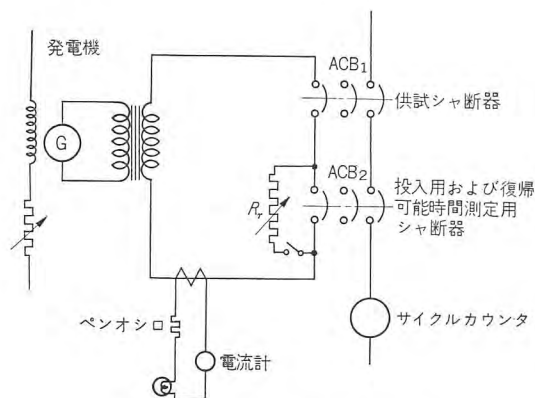 発電機
G
ACB1
供試シャ断器
ACB2
投入用および復帰
可能時間測定用
シャ断器
Rr
ペンオシロ
電流計
サイクルカウンタ